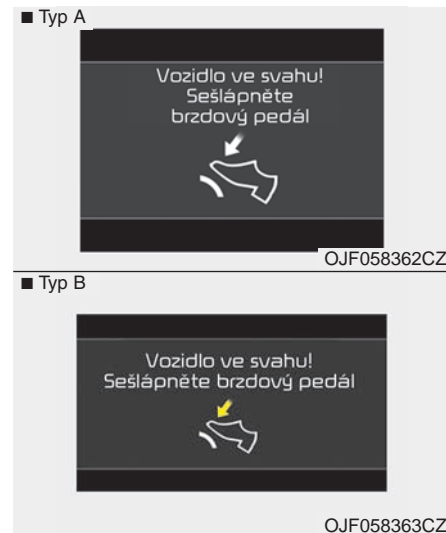 ■ Typ A
Vozidlo ve svahu!
Sešlápněte
brzdový pedál
OJF058362CZ
■ Typ B
Vozidlo ve svahu!
Sešlápněte brzdový pedál
OJF058363CZ